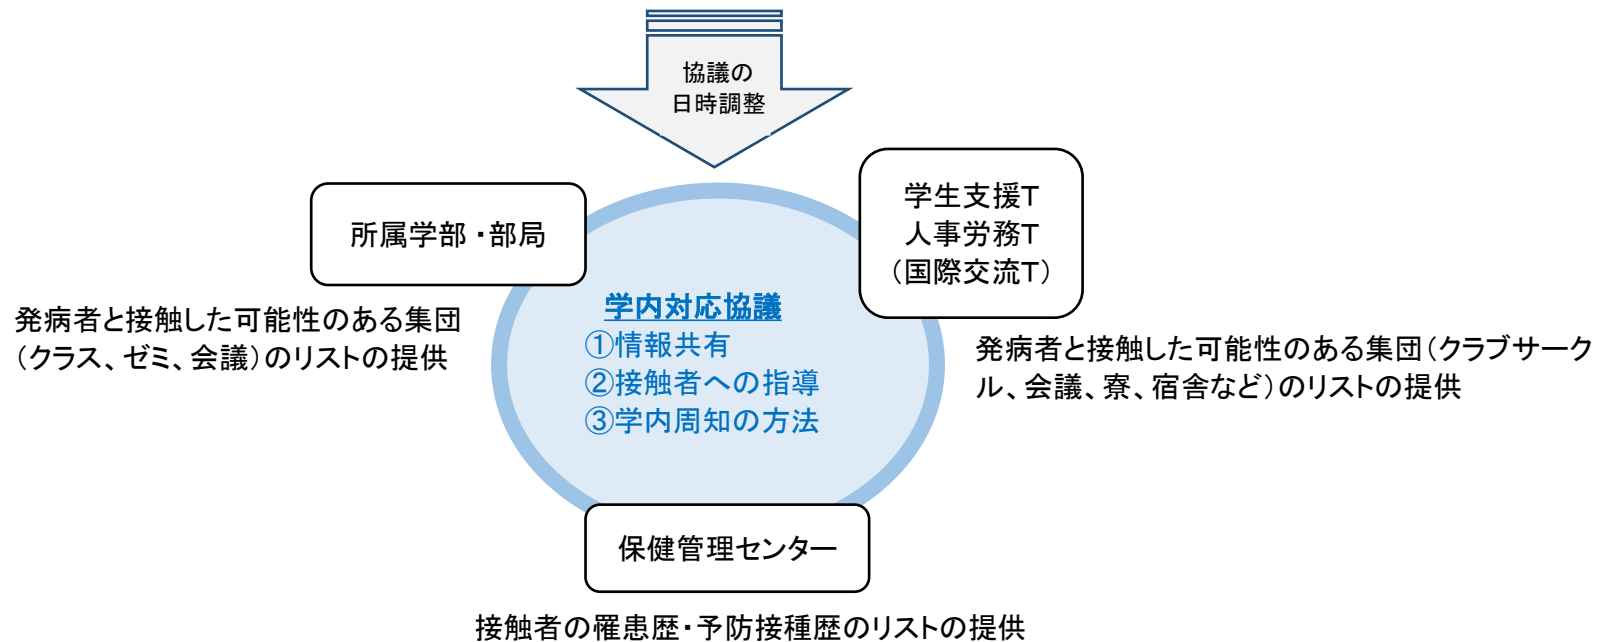 協議の
日時調整
所属学部・部局
学生支援T
人事労務T
（国際交流T）
発病者と接触した可能性のある集団
（クラス、ゼミ、会議）のリストの提供
学内対応協議
①情報共有
②接触者への指導
③学内周知の方法
発病者と接触した可能性のある集団（クラブサーク
ル、会議、寮、宿舎など）のリストの提供
保健管理センター
接触者の罹患歴・予防接種歴のリストの提供